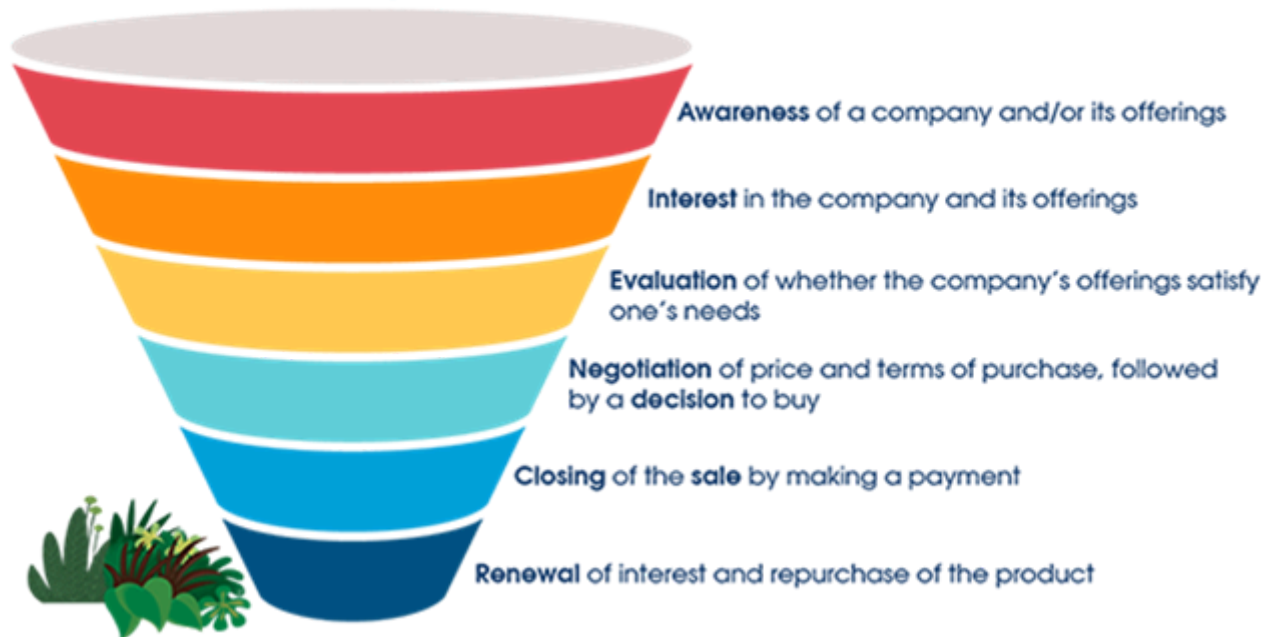 Awareness of a company and/or its offerings
Interest in the company and its offerings
Evaluation of whether the company's offerings satisfy
one's needs
Negotiation of price and terms of purchase, followed
by a decision to buy
Closing of the sale by making a payment
Renewal of interest and repurchase of the product